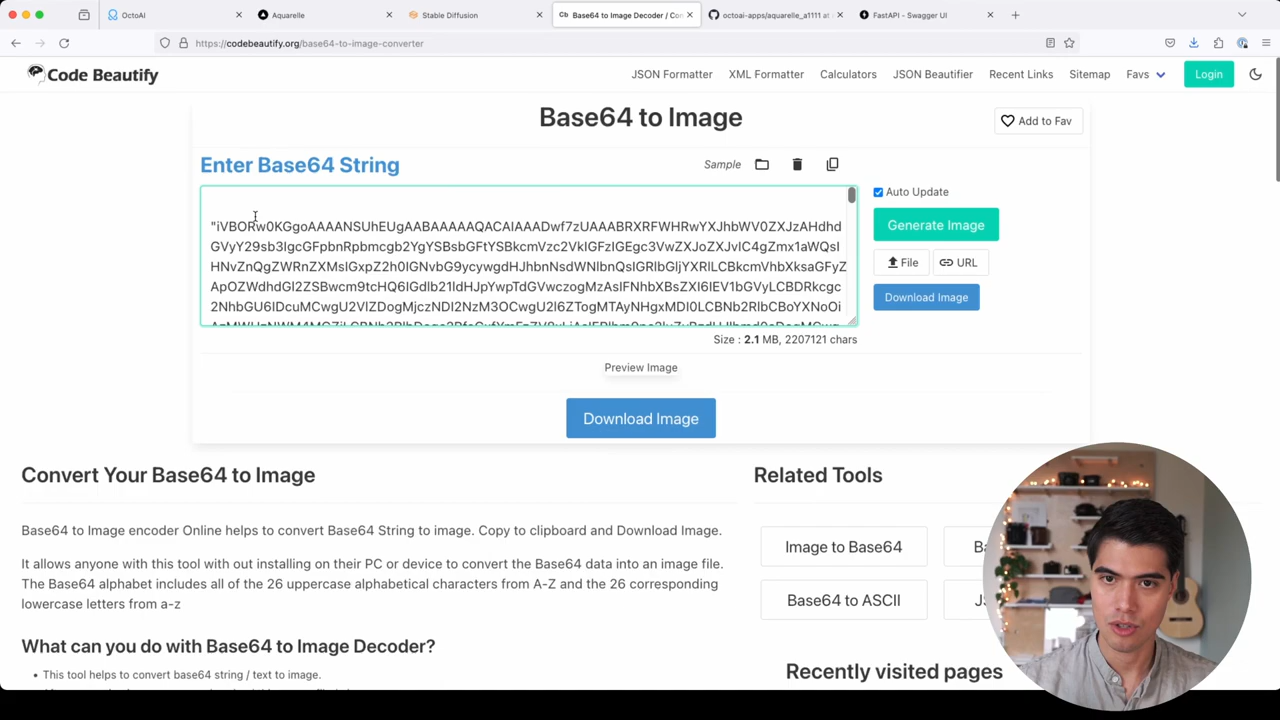 OctoAI
Aquarelle
Stable Diffusion
Base64 to Image Decoder / Con
octoai-apps/aquarelle_a1111 at
FastAPI - Swagger UI
https://codebeautify.org/base64-to-image-converter
Code Beautify
JSON Formatter
XML Formatter
Calculators
JSON Beautifier
Recent Links
Sitemap
Favs
Login
Base64 to Image
Add to Fav
Enter Base64 String
Sample
Auto Update
"iVBORw0KGgoAAAANSUhEUgAABAAAAAQACAIAAADwf7zUAAABRXRFWHRwYXJhbWV0ZXJzAHdhd
GVyY29sb3IgcGFpbnRpbmcgb2YgYSBsbGFtYSBkcmVzc2VkIGFzIGEgc3VwZXJoZXJvIC4gZmx1aWQsI
HNvZnQgZWRnZXMsIGxpZ2h0IGNvbG9ycywgdHJhbnNsdWNlbnQsIGRlbGljYXRlLCBkcmVhbXksaGFyZ
ApOZWdhdGl2ZSBwcm9tcHQ6IGdlb21ldHJpYwpTdGVwczogMzAsIFNhbXBsZXI6IEV1bGVyLCBDRkcgc
2NhbGU6IDcuMCwgU2VlZDogMjczNDI2NzM3OCwgU2l6ZTogMTAyNHgxMDI0LCBNb2RlbCBoYXNoOi
Generate Image
File
URL
Download Image
Size : 2.1 MB, 2207121 chars
Preview Image
Download Image
Convert Your Base64 to Image
Base64 to Image encoder Online helps to convert Base64 String to image. Copy to clipboard and Download Image.
It allows anyone with this tool with out installing on their PC or device to convert the Base64 data into an image file.
The Base64 alphabet includes all of the 26 uppercase alphabetical characters from A-Z and the 26 corresponding
lowercase letters from a-z
What can you do with Base64 to Image Decoder?
• This tool helps to convert base64 string / text to image.
Related Tools
Image to Base64
Ba
Base64 to ASCII
JS
Recently visited pages